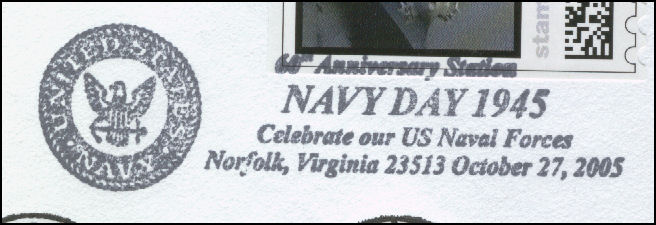 stam
UNITED STATES NAVY
60th Anniversary Station
NAVY DAY 1945
Celebrate our US Naval Forces
Norfolk, Virginia 23513 October 27, 2005